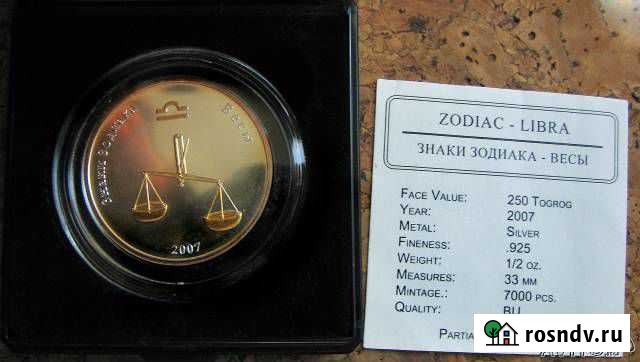 ЗНАКИ ЗОДИАКА
ВЕСЫ
2007
ZODIAC - LIBRA
ЗНАКИ ЗОДИАКА - ВЕСЫ
FACE VALUE: 250 TOGROG
YEAR: 2007
METAL: SILVER
FINENESS: .925
WEIGHT: 1/2 OZ.
MEASURES: 33 MM
MINTAGE.: 7000 PCS.
QUALITY: BU
PARTIA
rosndv.ru